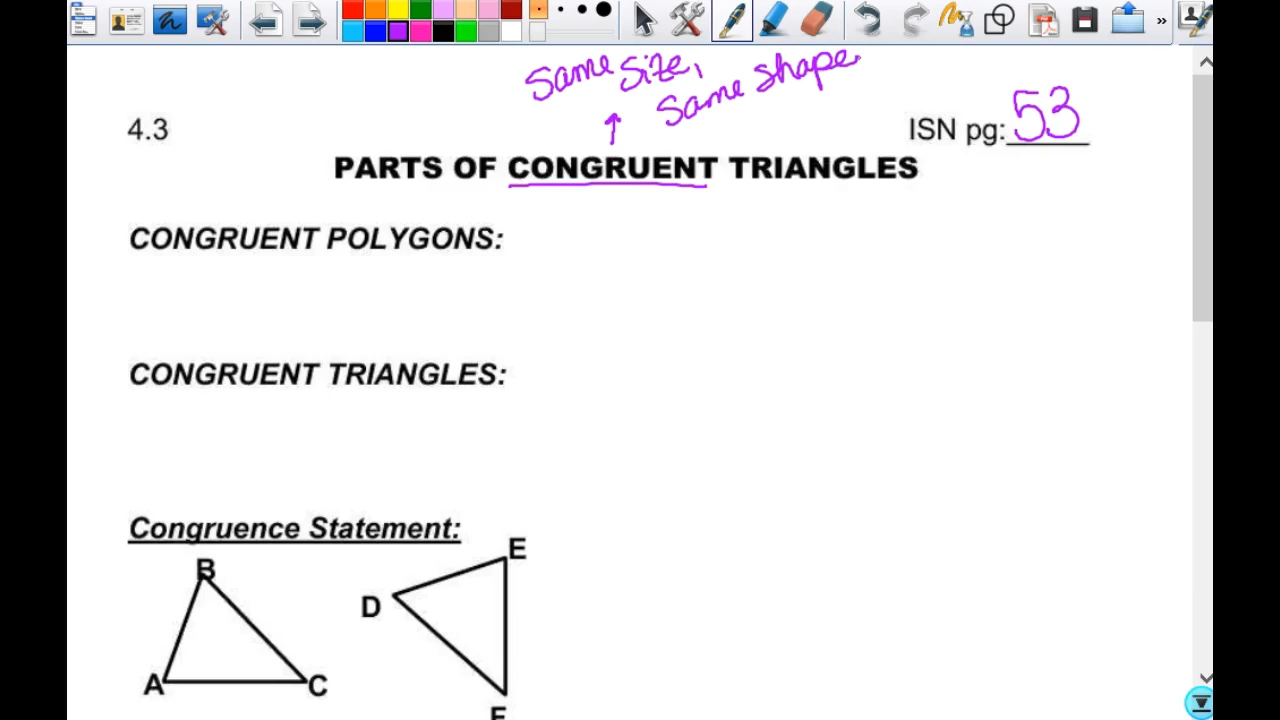 »
Same Size,
Same shape.
4.3
ISN pg: 53
PARTS OF CONGRUENT TRIANGLES
CONGRUENT POLYGONS:
CONGRUENT TRIANGLES:
Congruence Statement:
B
E
D
A
C